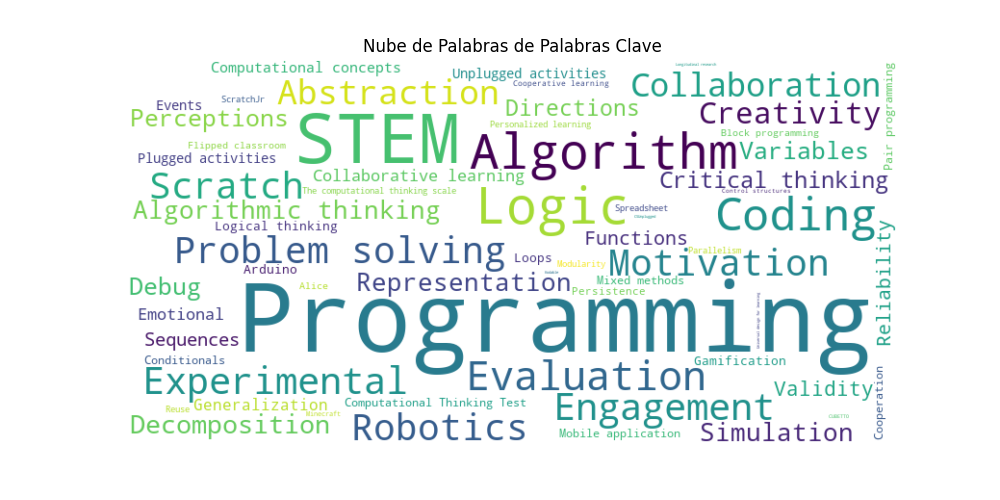 Nube de Palabras de Palabras Clave
Longitudinal research
Computational concepts
Unplugged activities
Cooperative learning
Collaboration
Abstraction
Events
ScratchJr
Directions
Creativity
Perceptions
STEM
Personalized learning
Block programming
Pair programming
Flipped classroom
Plugged activities
Algorithm
Variables
Collaborative learning
Critical thinking
Scratch
The computational thinking scale
Logic
Control structures
Algorithmic thinking
Spreadsheet
Coding
Logical thinking
Functions
Problem solving
Loops
Parallelism
Modularity
Motivation
Reliability
Arduino
Representation
Mixed methods
Debug
Alice
Persistence
Programming
Emotional
Sequences
Conditionals
Gamification
Experimental
Evaluation
Validity
Cooperation
Reuse
Generalization
Computational Thinking Test
Engagement
Minecraft
CUBETTO
Decomposition
Robotics
Mobile application
Simulation